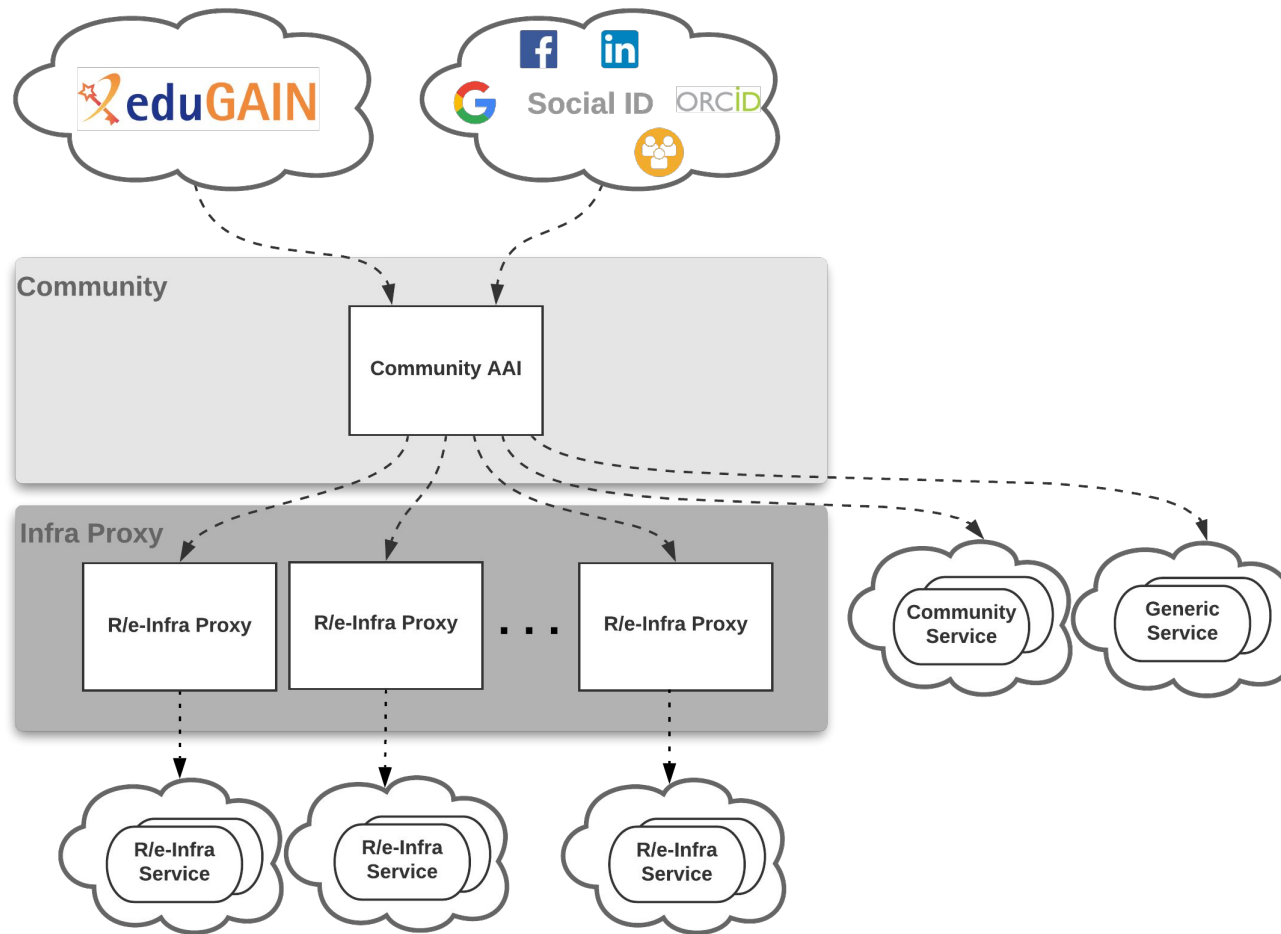 eduGAIN
f
in
G
Social ID
ORCiD
Community
Community AAI
Infra Proxy
R/e-Infra Proxy
R/e-Infra Proxy
. . .
R/e-Infra Proxy
Community
Service
Generic
Service
R/e-Infra
Service
R/e-Infra
Service
R/e-Infra
Service